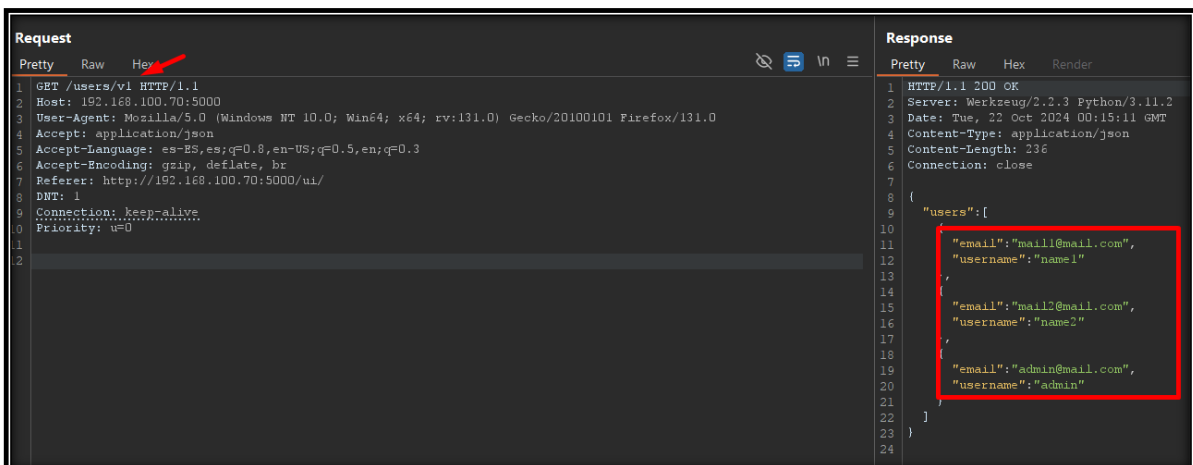 Request
Pretty Raw Hex \n
1 GET /users/v1 HTTP/1.1
2 Host: 192.168.100.70:5000
3 User-Agent: Mozilla/5.0 (Windows NT 10.0; Win64; x64; rv:131.0) Gecko/20100101 Firefox/131.0
4 Accept: application/json
5 Accept-Language: es-ES,es;q=0.8,en-US;q=0.5,en;q=0.3
6 Accept-Encoding: gzip, deflate, br
7 Referer: http://192.168.100.70:5000/ui/
8 DNT: 1
9 Connection: keep-alive
10 Priority: u=0
11
12
Response
Pretty Raw Hex Render
1 HTTP/1.1 200 OK
2 Server: Werkzeug/2.2.3 Python/3.11.2
3 Date: Tue, 22 Oct 2024 00:15:11 GMT
4 Content-Type: application/json
5 Content-Length: 236
6 Connection: close
7
8 {
9 "users":[
10 {
11 "email":"mail1@mail.com",
12 "username":"name1"
13 },
14 {
15 "email":"mail2@mail.com",
16 "username":"name2"
17 },
18 {
19 "email":"admin@mail.com",
20 "username":"admin"
21 }
22 ]
23 }
24